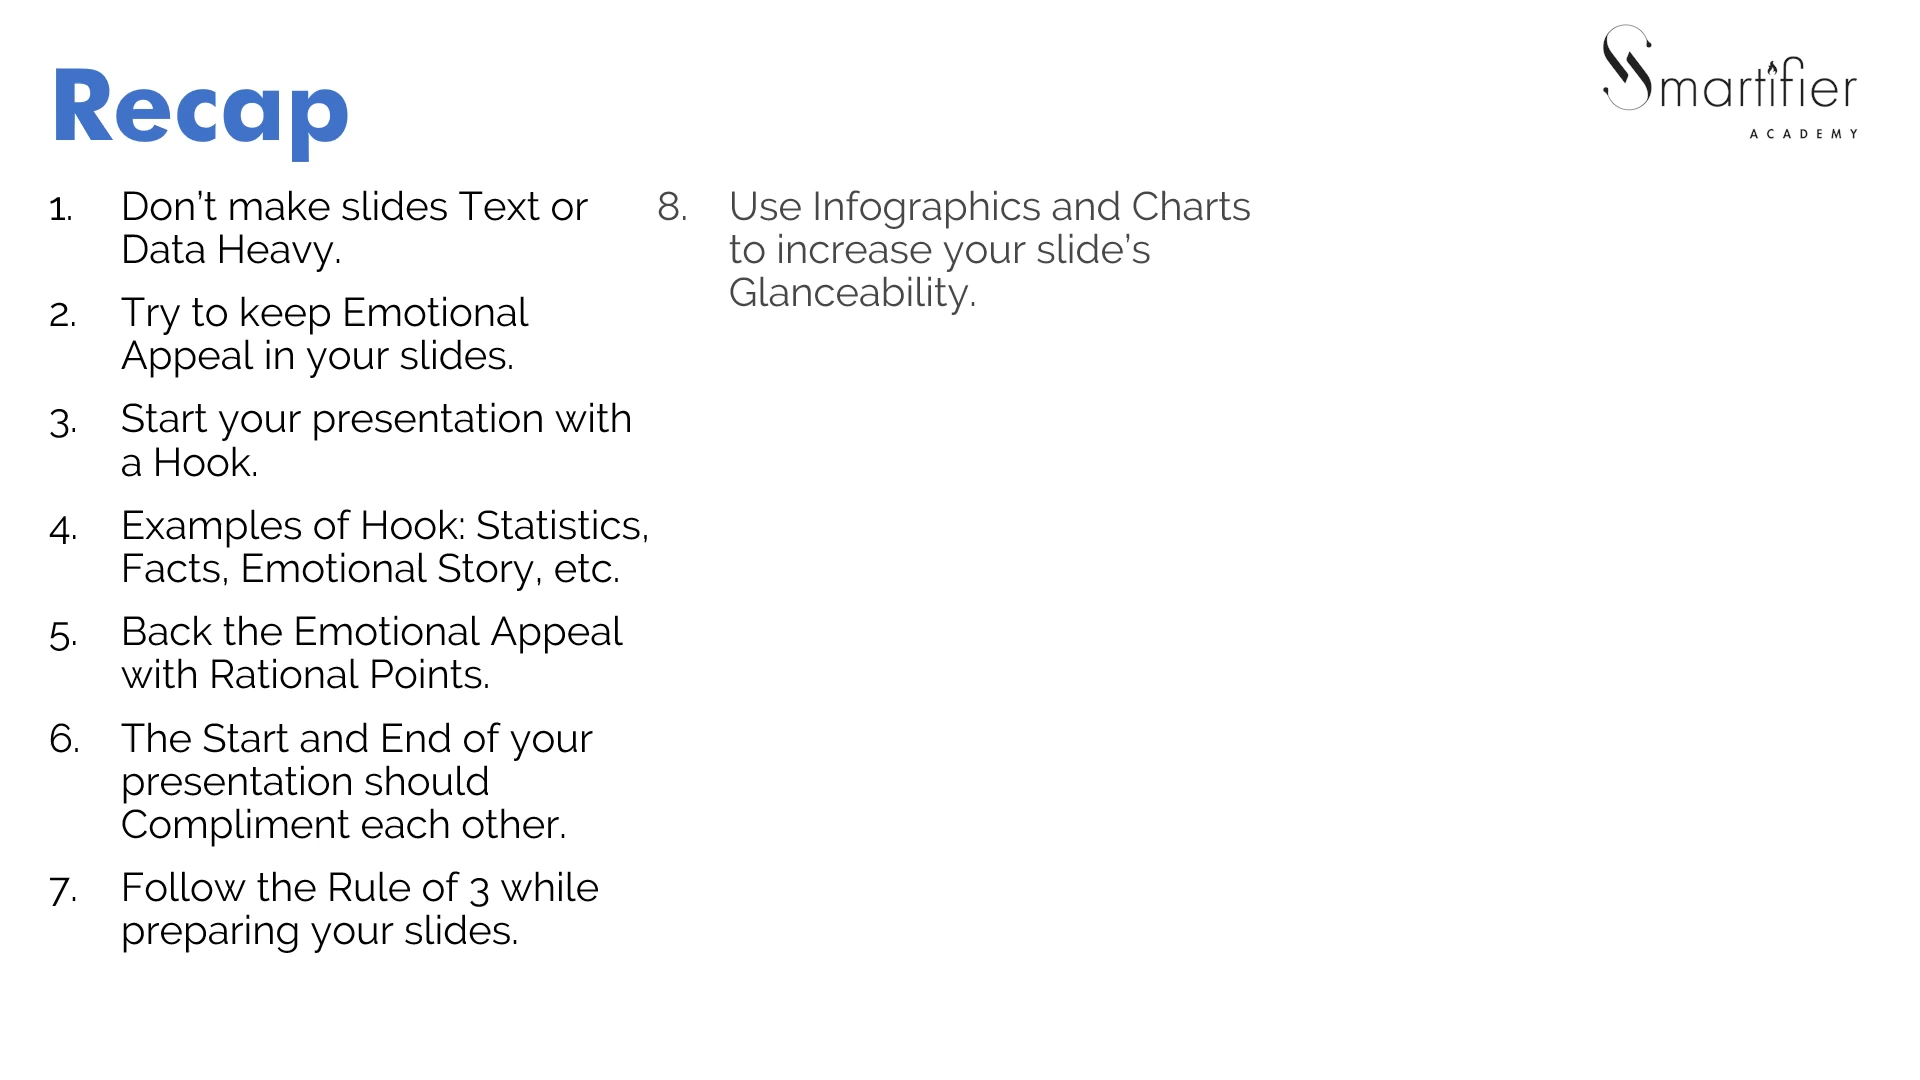 Recap
Smartifier
ACADEMY
1. Don’t make slides Text or
Data Heavy.
2. Try to keep Emotional
Appeal in your slides.
3. Start your presentation with
a Hook.
4. Examples of Hook: Statistics,
Facts, Emotional Story, etc.
5. Back the Emotional Appeal
with Rational Points.
6. The Start and End of your
presentation should
Compliment each other.
7. Follow the Rule of 3 while
preparing your slides.
8. Use Infographics and Charts
to increase your slide’s
Glanceability.